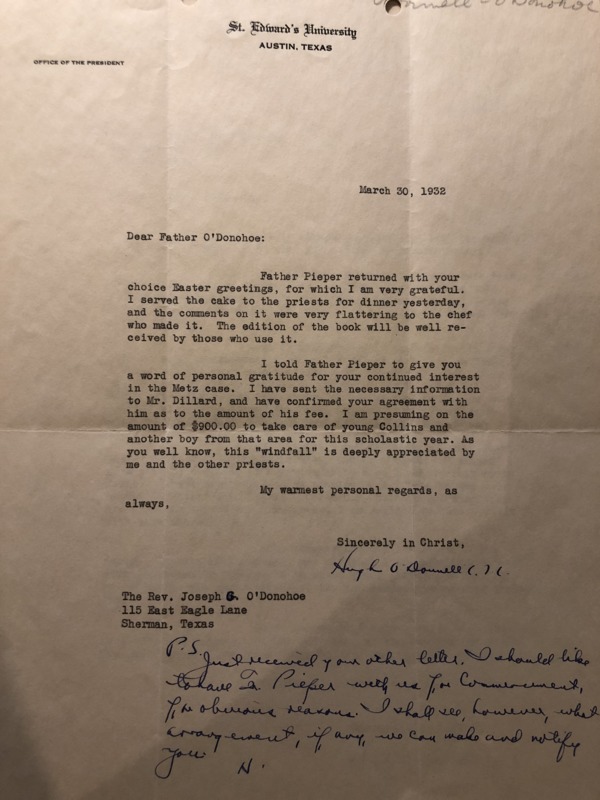 O'Donohoe
St. Edward's University
AUSTIN, TEXAS
OFFICE OF THE PRESIDENT
March 30, 1932
Dear Father O'Donohoe:
Father Pieper returned with your
choice Easter greetings, for which I am very grateful.
I served the cake to the priests for dinner yesterday,
and the comments on it were very flattering to the chef
who made it. The edition of the book will be well re-
ceived by those who use it.
I told Father Pieper to give you
a word of personal gratitude for your continued interest
in the Metz case. I have sent the necessary information
to Mr. Dillard, and have confirmed your agreement with
him as to the amount of his fee. I am presuming on the
amount of $900.00 to take care of young Collins and
another boy from that area for this scholastic year. As
you well know, this "windfall" is deeply appreciated by
me and the other priests.
My warmest personal regards, as
always,
Sincerely in Christ,
Hugh O'Donnell C.S.C.
The Rev. Joseph G. O'Donohoe
115 East Eagle Lane
Sherman, Texas
P.S. Just received your other letter. I should like
to have Fr. Pieper with us for Commencement,
for obvious reasons. I shall see, however, what
arrangement, if any, we can make and notify
you H.